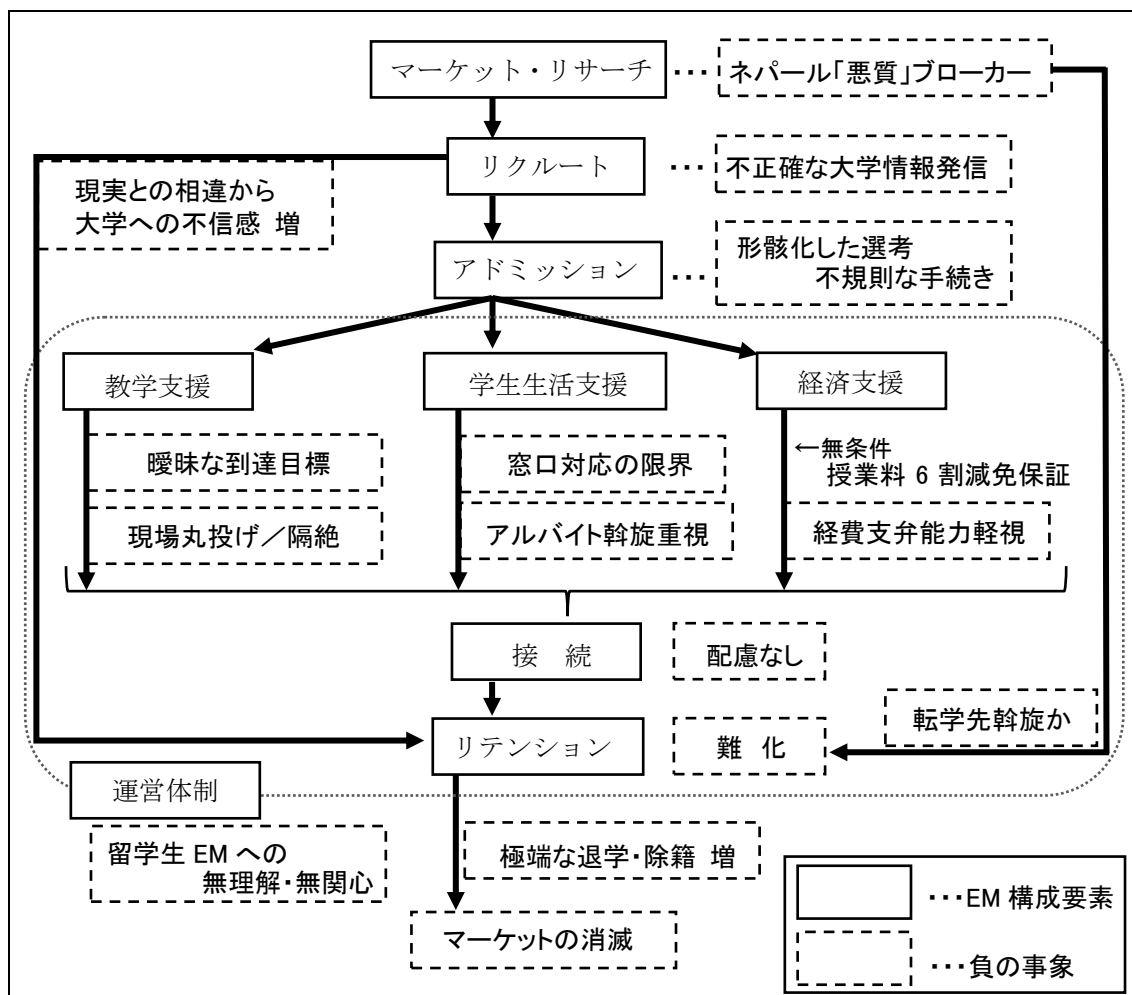 マーケット・リサーチ
･･･ ネパール「悪質」ブローカー
リクルート
･･･ 不正確な大学情報発信
現実との相違から
大学への不信感 増
アドミッション
･･･ 形骸化した選考
不規則な手続き
教学支援
学生生活支援
経済支援
曖昧な到達目標
窓口対応の限界
←無条件
授業料 6 割減免保証
現場丸投げ／隔絶
アルバイト斡旋重視
経費支弁能力軽視
接　続
配慮なし
転学先斡旋か
リテンション
難 化
運営体制
留学生 EM への
無理解・無関心
極端な退学・除籍 増
マーケットの消滅
･･･EM 構成要素
･･･負の事象